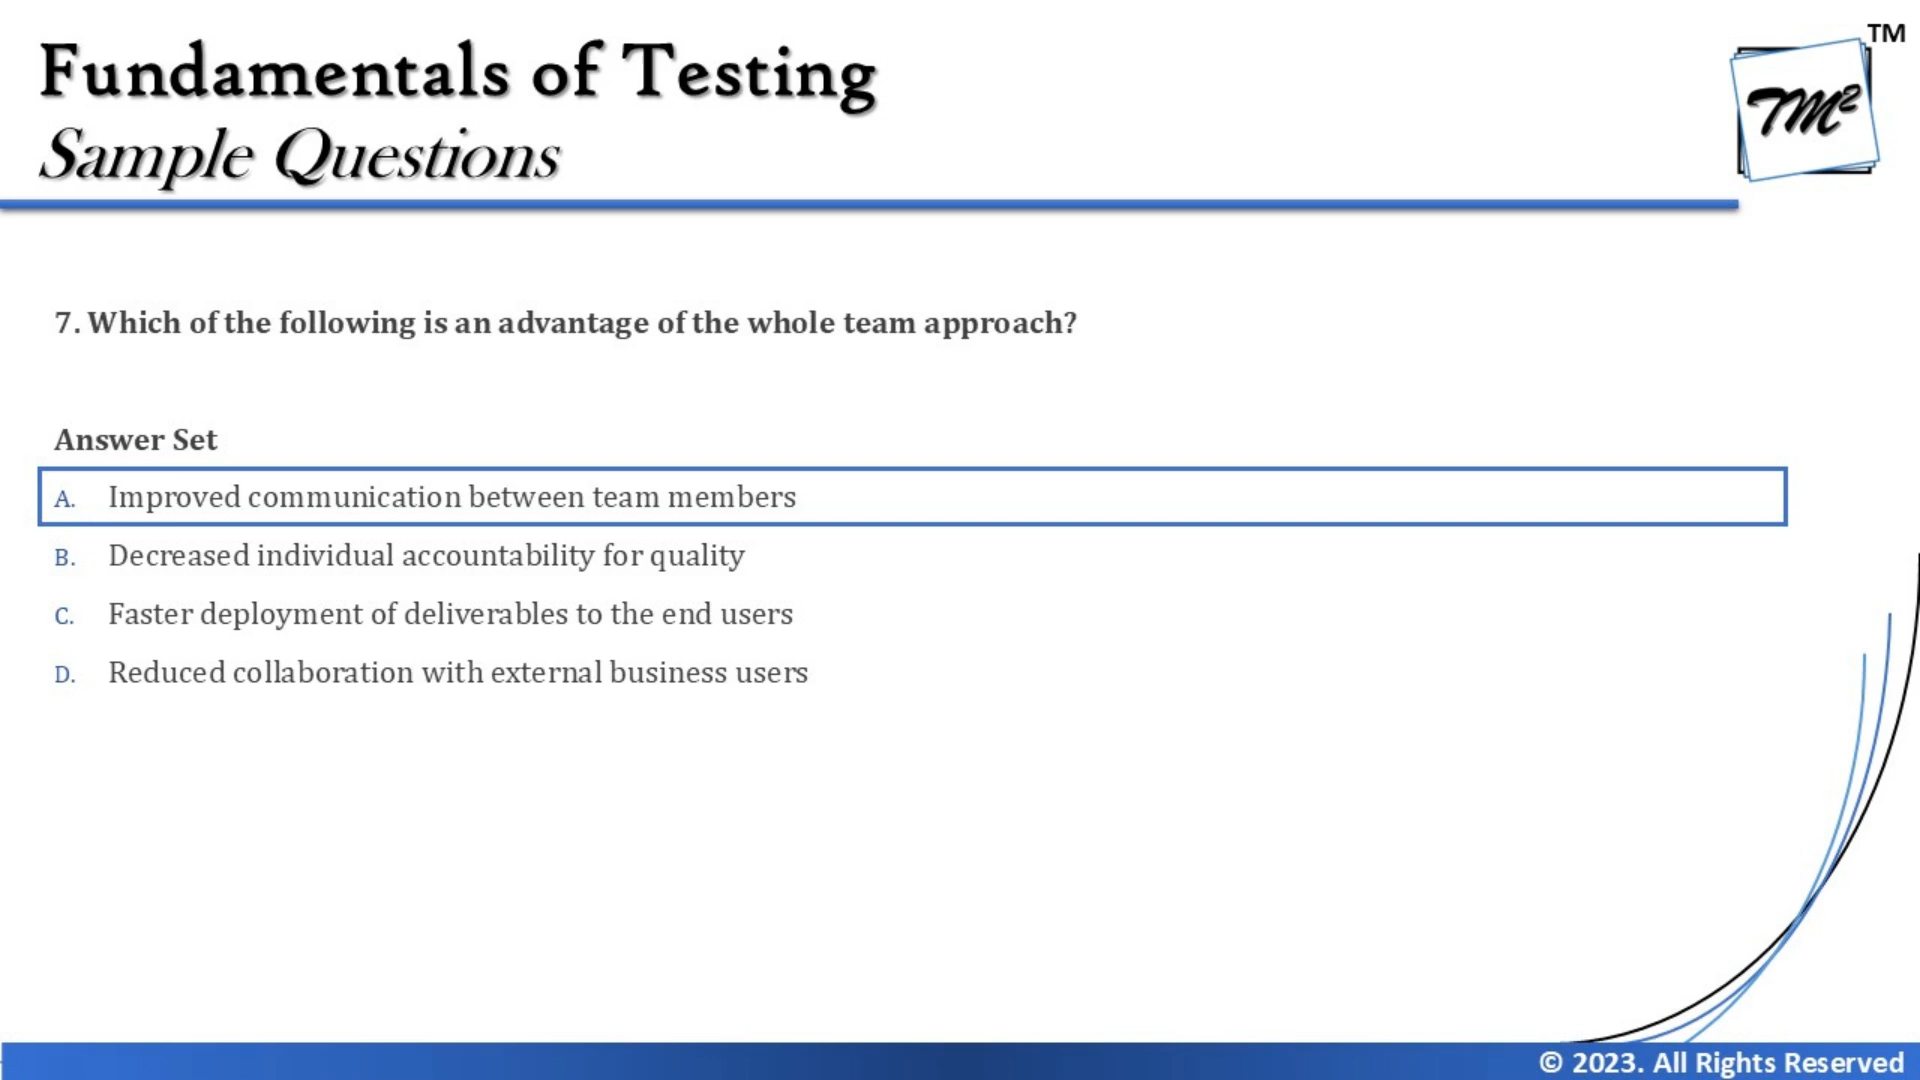 Fundamentals of Testing
Sample Questions
TM
TM²
7. Which of the following is an advantage of the whole team approach?
Answer Set
A. Improved communication between team members
B. Decreased individual accountability for quality
C. Faster deployment of deliverables to the end users
D. Reduced collaboration with external business users
© 2023. All Rights Reserved